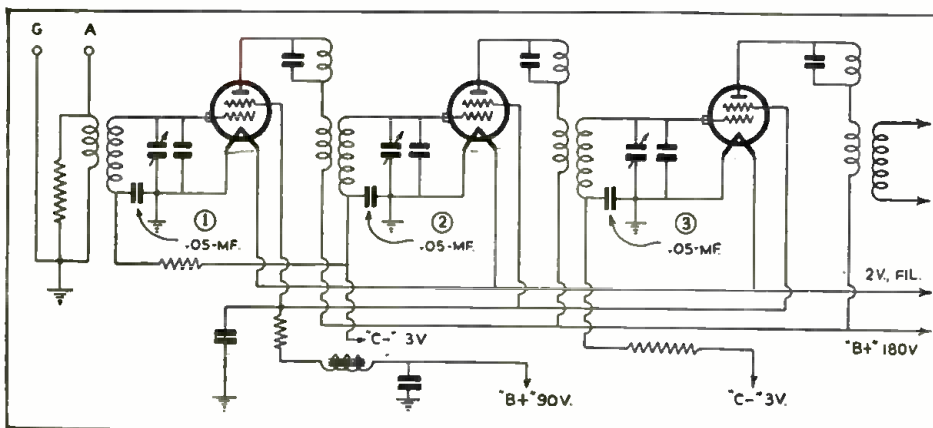 G A
① ② ③
.05-MF. .05-MF. .05-MF.
2V., FIL.
"C-" 3V
"B+" 180V
"B+" 90V.
"C-" 3V.